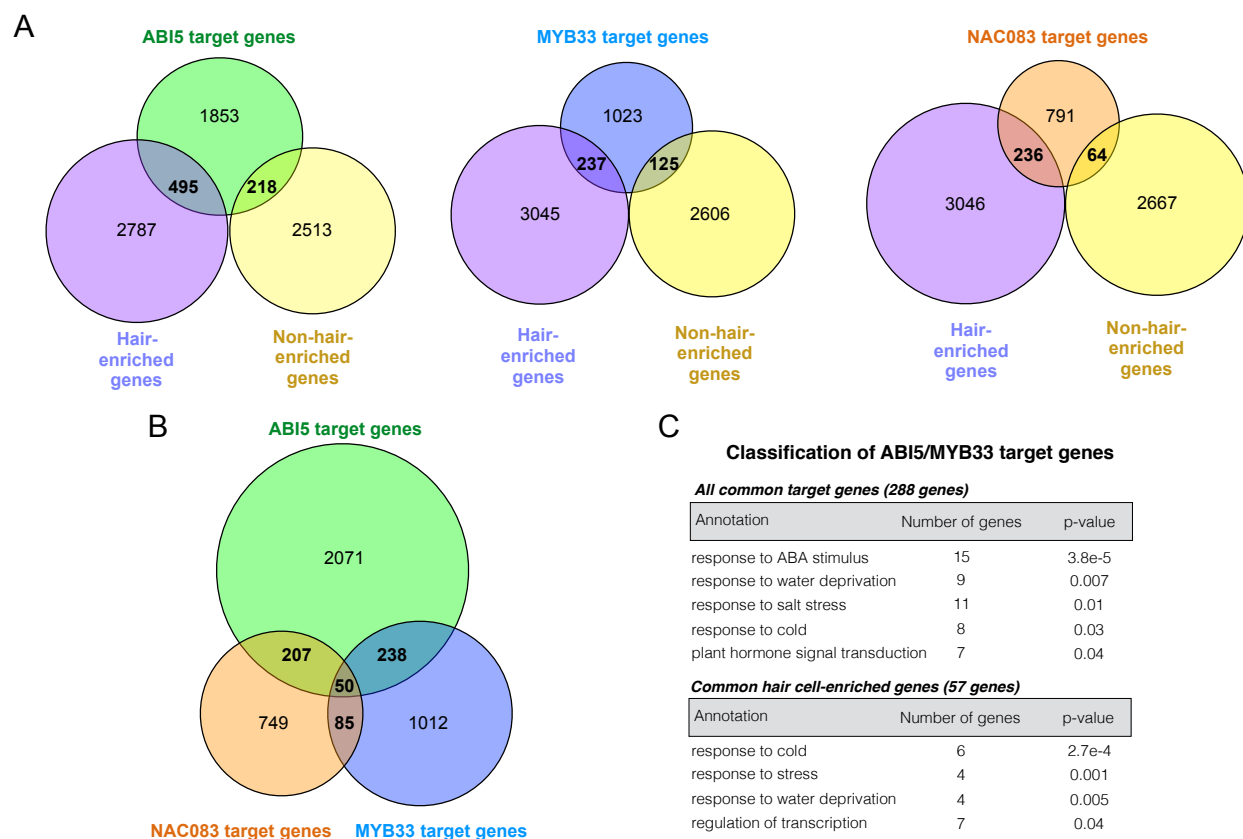 A
ABI5 target genes
1853
495
218
2787
2513
Hair-
enriched
genes
Non-hair-
enriched
genes
MYB33 target genes
1023
237
125
3045
2606
Hair-
enriched
genes
Non-hair-
enriched
genes
NAC083 target genes
791
236
64
3046
2667
Hair-
enriched
genes
Non-hair-
enriched
genes
B
ABI5 target genes
2071
207
238
50
749
85
1012
NAC083 target genes
MYB33 target genes
C
Classification of ABI5/MYB33 target genes
All common target genes (288 genes)
Annotation Number of genes p-value
response to ABA stimulus 15 3.8e-5
response to water deprivation 9 0.007
response to salt stress 11 0.01
response to cold 8 0.03
plant hormone signal transduction 7 0.04
Common hair cell-enriched genes (57 genes)
Annotation Number of genes p-value
response to cold 6 2.7e-4
response to stress 4 0.001
response to water deprivation 4 0.005
regulation of transcription 7 0.04